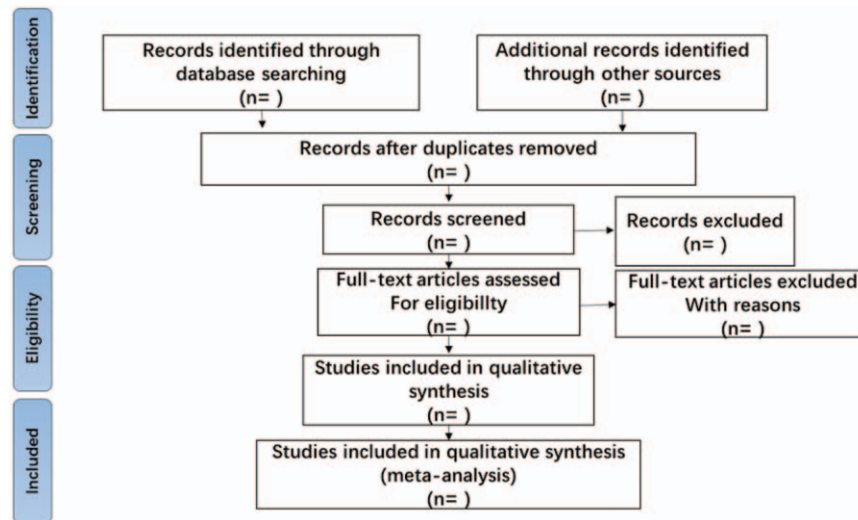 Identification
Records identified through
database searching
(n= )
Additional records identified
through other sources
(n= )
Screening
Records after duplicates removed
(n= )
Records screened
(n= )
Records excluded
(n= )
Eligibility
Full-text articles assessed
For eligibillty
(n= )
Full-text articles excluded
With reasons
(n= )
Studies included in qualitative
synthesis
(n= )
Included
Studies included in qualitative synthesis
(meta-analysis)
(n= )